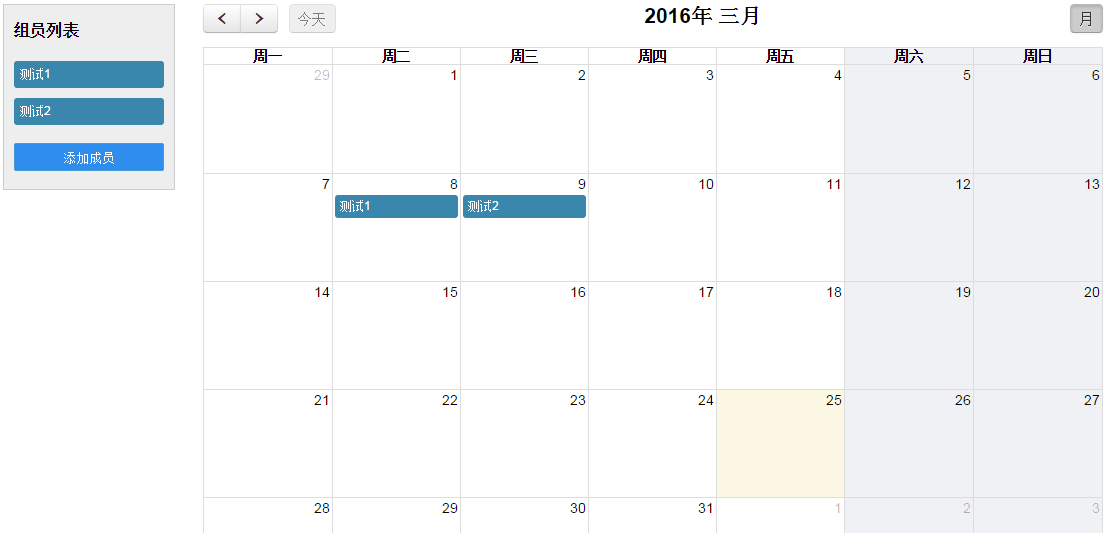 组员列表
测试1
测试2
添加成员
今天
2016年 三月
月
周一 周二 周三 周四 周五 周六 周日
29 1 2 3 4 5 6
7 8 9 10 11 12 13
测试1 测试2
14 15 16 17 18 19 20
21 22 23 24 25 26 27
28 29 30 31 1 2 3